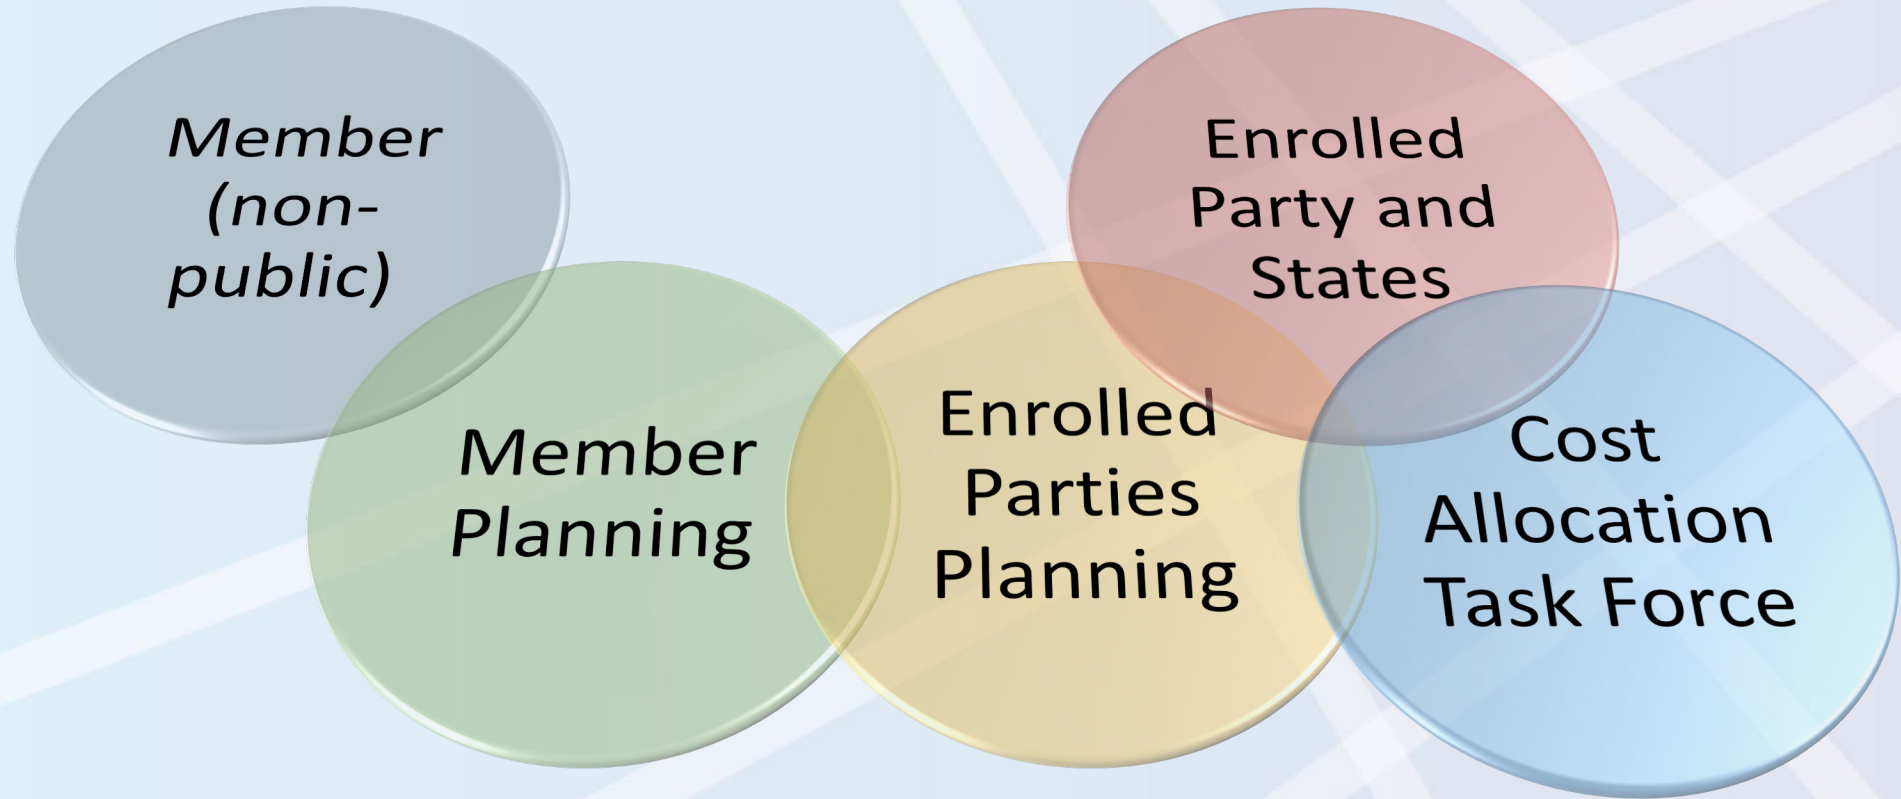 Member
(non-
public)
Member
Planning
Enrolled
Parties
Planning
Enrolled
Party and
States
Cost
Allocation
Task Force